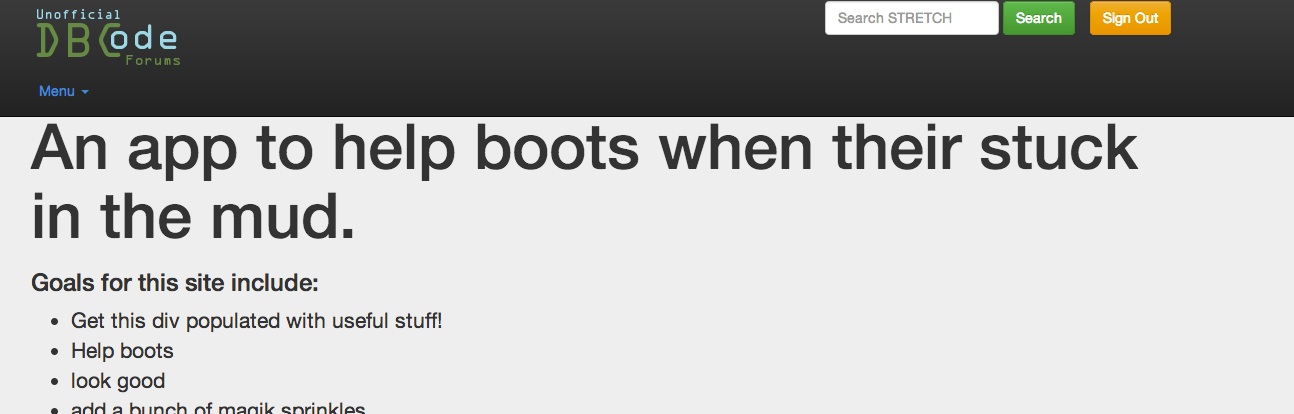 Unofficial
DBCode
Forums
Search STRETCH
Search
Sign Out
Menu
An app to help boots when their stuck
in the mud.
Goals for this site include:
Get this div populated with useful stuff!
Help boots
look good
add a bunch of magik sprinkles